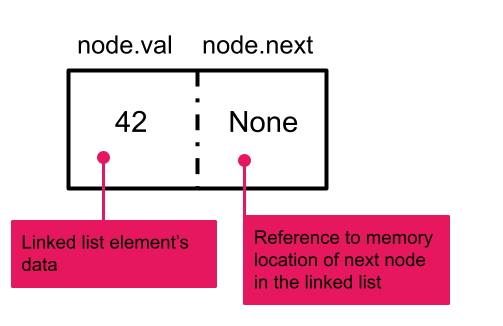 node.val node.next
42 None
Linked list element's
data
Reference to memory
location of next node
in the linked list